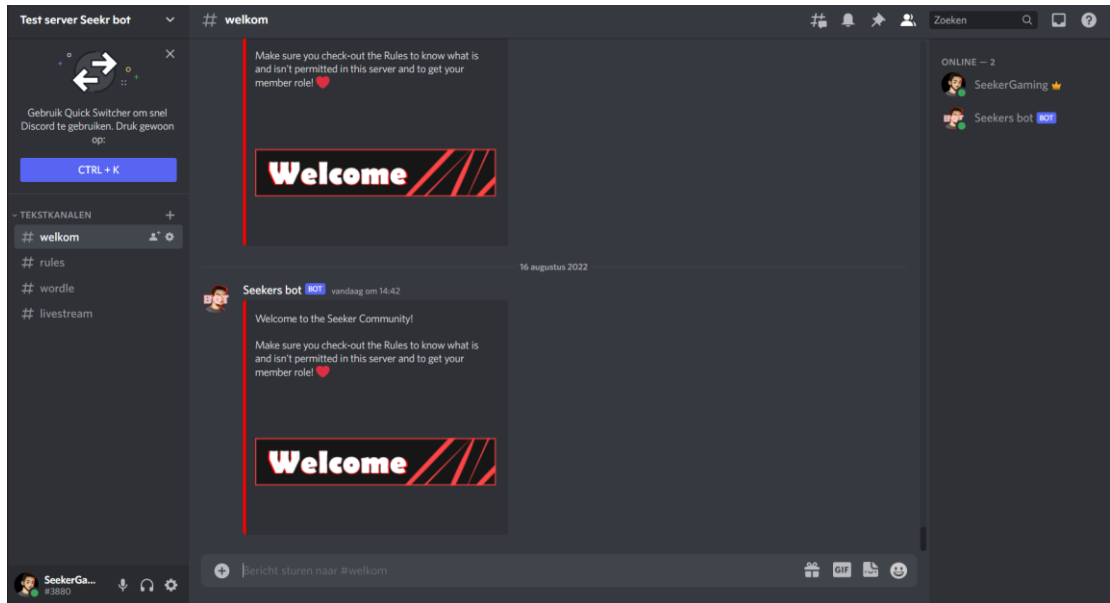 Test server Seekr bot
Gebruik Quick Switcher om snel
Discord te gebruiken. Druk gewoon
op:
CTRL + K
TEKSTKANALEN
# welkom
# rules
# wordle
# livestream
SeekerGa...
#3880
# welkom
Make sure you check-out the Rules to know what is
and isn't permitted in this server and to get your
member role! ❤
Welcome
16 augustus 2022
BOT
Seekers bot BOT vandaag om 14:42
Welcome to the Seeker Community!
Make sure you check-out the Rules to know what is
and isn't permitted in this server and to get your
member role! ❤
Welcome
Bericht sturen naar #welkom
GIF
Zoeken
ONLINE — 2
SeekerGaming
BOT
Seekers bot BOT